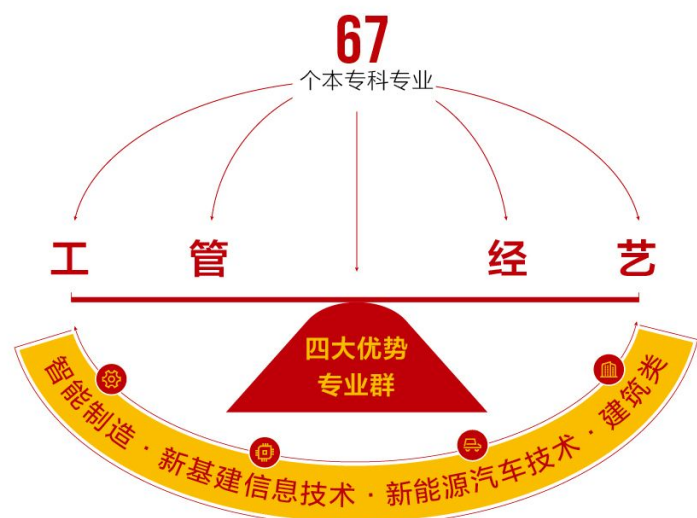 67
个本专科专业
工 管 经 艺
四大优势
专业群
智能制造·新基建信息技术·新能源汽车技术·建筑类